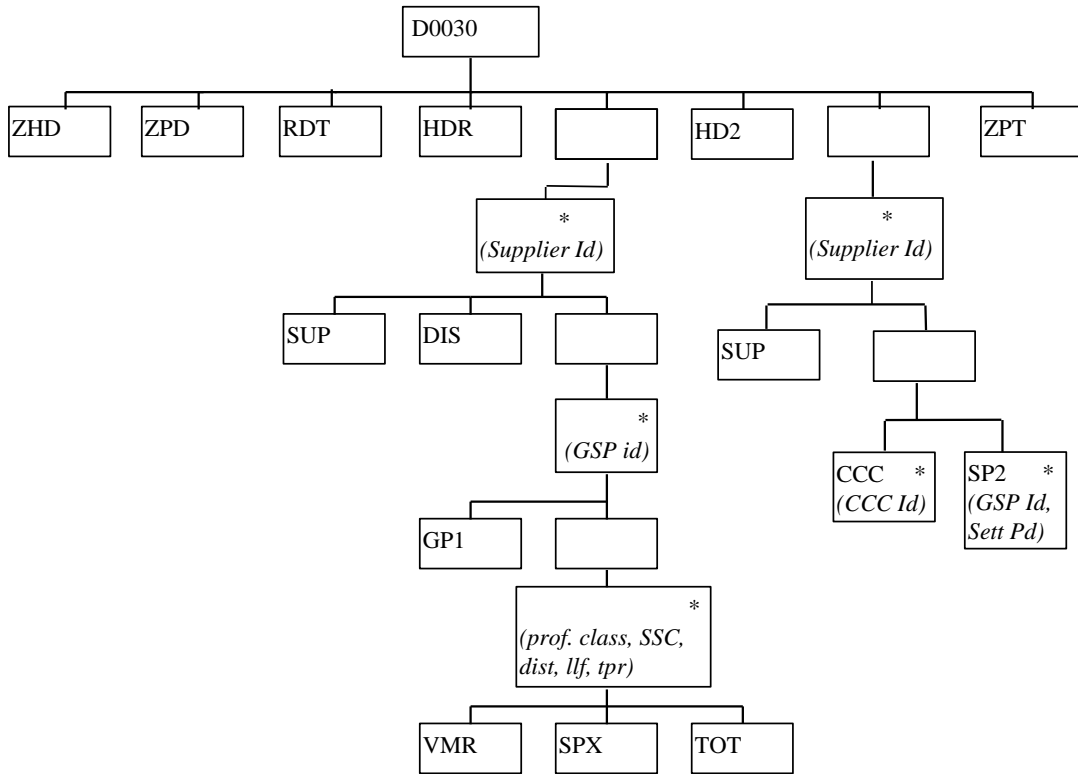 D0030
ZHD
ZPD
RDT
HDR
HD2
ZPT
*
(Supplier Id)
*
(Supplier Id)
SUP
DIS
SUP
*
(GSP id)
CCC *
(CCC Id)
SP2 *
(GSP Id,
Sett Pd)
GP1
*
(prof. class, SSC,
dist, llf, tpr)
VMR
SPX
TOT